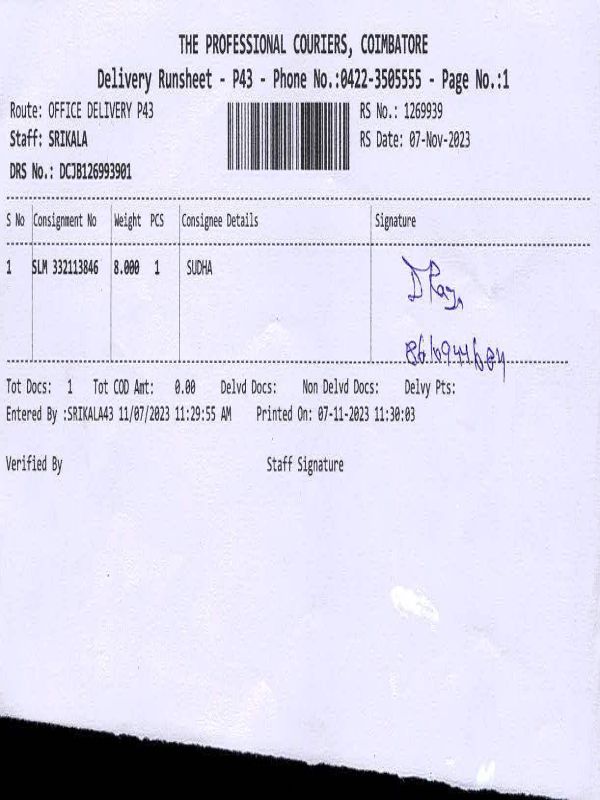 THE PROFESSIONAL COURIERS, COIMBATORE
Delivery Runsheet - P43 - Phone No.:0422-3505555 - Page No.:1
Route: OFFICE DELIVERY P43 RS No.: 1269939
Staff: SRIKALA RS Date: 07-Nov-2023
DRS No.: DCJB126993901
S No Consignment No Weight PCS Consignee Details Signature
1 SLM 332113846 8.000 1 SUDHA
Tot Docs: 1 Tot COD Amt: 0.00 Delvd Docs: Non Delvd Docs: Delvy Pts:
Entered By :SRIKALA43 11/07/2023 11:29:55 AM Printed On: 07-11-2023 11:30:03
Verified By Staff Signature